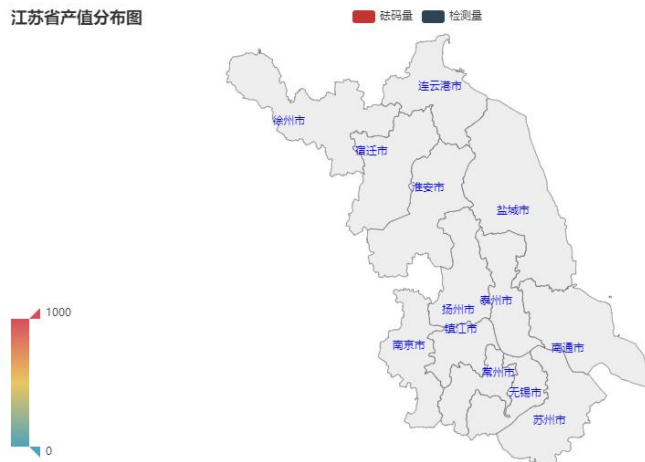 江苏省产值分布图
砝码量
检测量
连云港市
徐州市
宿迁市
淮安市
盐城市
泰州市
扬州市
镇江市
南京市
南通市
常州市
无锡市
苏州市
1000
0